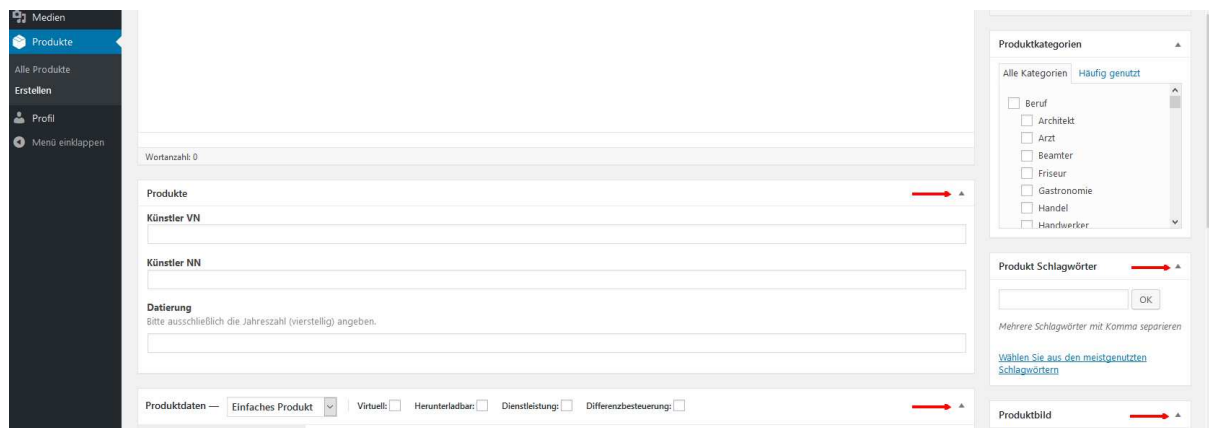 Medien
Produkte
Alle Produkte
Erstellen
Profil
Menü einklappen
Wortanzahl: 0
Produkte
Künstler VN
Künstler NN
Datierung
Bitte ausschließlich die Jahreszahl (vierstellig) angeben.
Produktdaten — Einfaches Produkt Virtuell: Herunterladbar: Dienstleistung: Differenzbesteuerung:
Produktkategorien
Alle Kategorien Häufig genutzt
Beruf
Architekt
Arzt
Beamter
Friseur
Gastronomie
Handel
Handwerker
Produkt Schlagwörter
OK
Mehrere Schlagwörter mit Komma separieren
Wählen Sie aus den meistgenutzten
Schlagwörtern
Produktbild